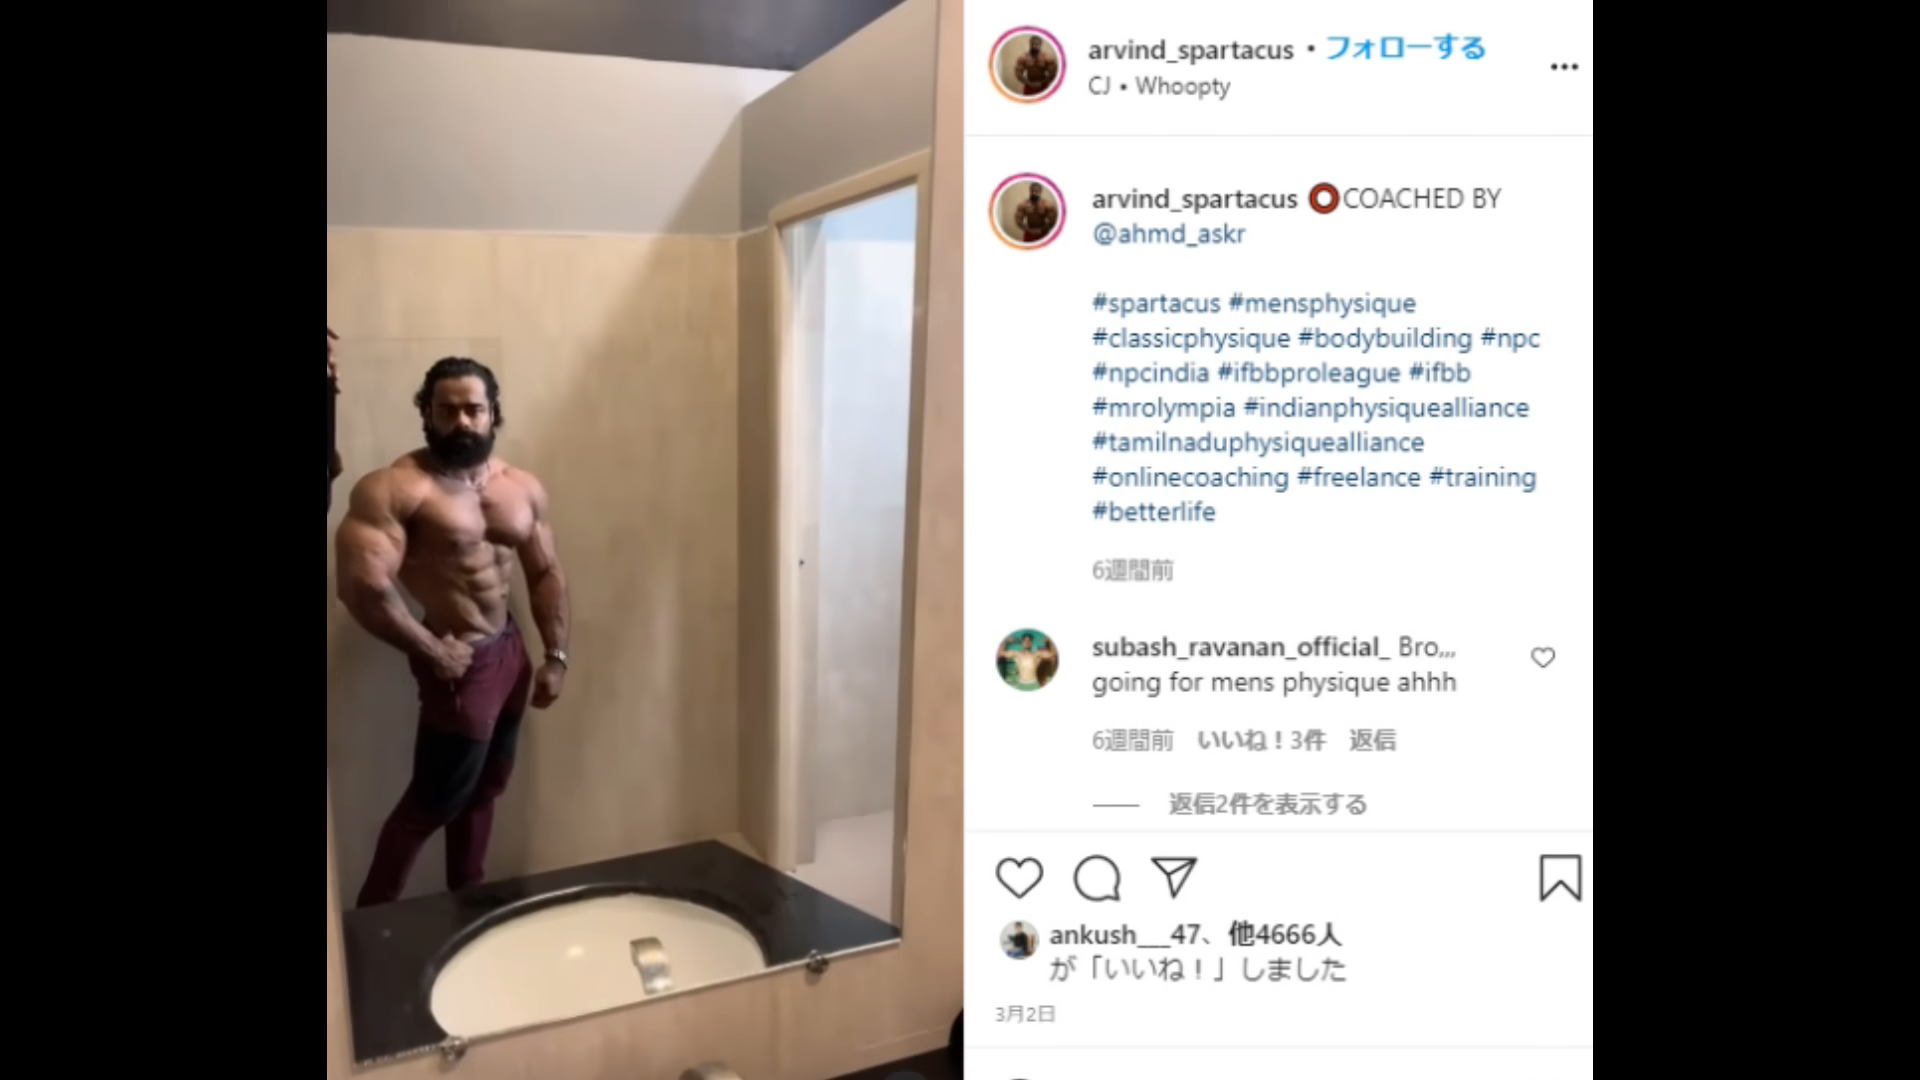 arvind_spartacus • フォローする
CJ • Whoopty
arvind_spartacus ⭕COACHED BY
@ahmd_askr
#spartacus #mensphysique
#classicphysique #bodybuilding #npc
#npcindia #ifbbproleague #ifbb
#mrolympia #indianphysiquealliance
#tamilnaduphysiquealliance
#onlinecoaching #freelance #training
#betterlife
6週間前
subash_ravanan_official_ Bro,,,
going for mens physique ahhh
6週間前 いいね！3件 返信
返信2件を表示する
ankush___47、他4666人
が「いいね！」しました
3月2日